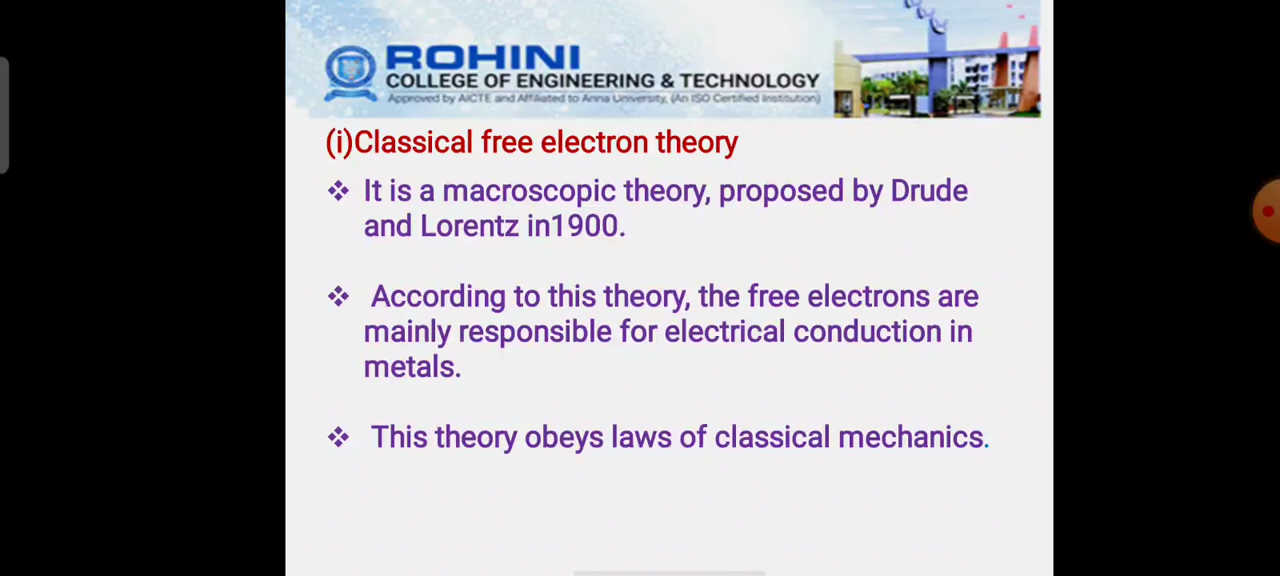 ROHINI
COLLEGE OF ENGINEERING & TECHNOLOGY
Approved by AICTE and Affiliated to Anna University, (An ISO Certified Institution)
(i)Classical free electron theory
❖ It is a macroscopic theory, proposed by Drude
and Lorentz in1900.
❖ According to this theory, the free electrons are
mainly responsible for electrical conduction in
metals.
❖ This theory obeys laws of classical mechanics.